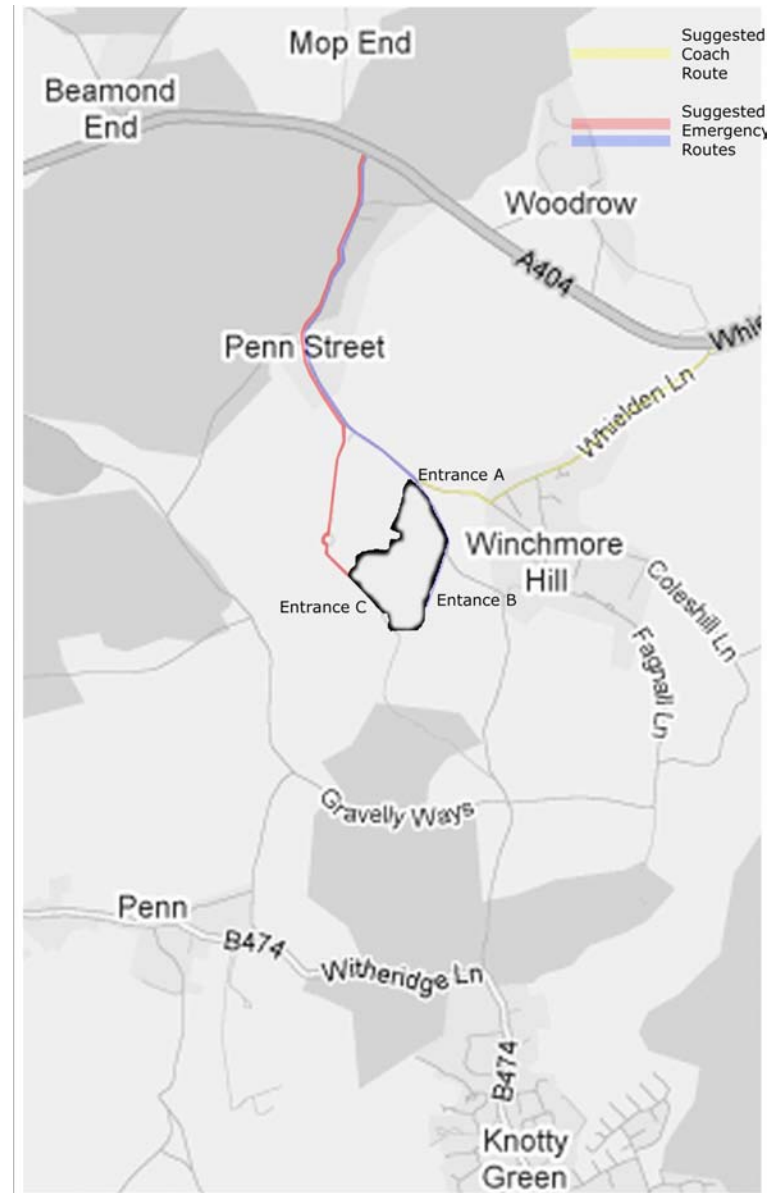 Mop End
Suggested
Coach
Route
Beamond
End
Suggested
Emergency
Routes
Woodrow
A404
Penn Street
Whielden Ln
Entrance A
Winchmore
Hill
Entrance C
Entance B
Coleshill Ln
Fagnall Ln
Gravelly Ways
Penn
B474
Witheridge Ln
B474
Knotty
Green